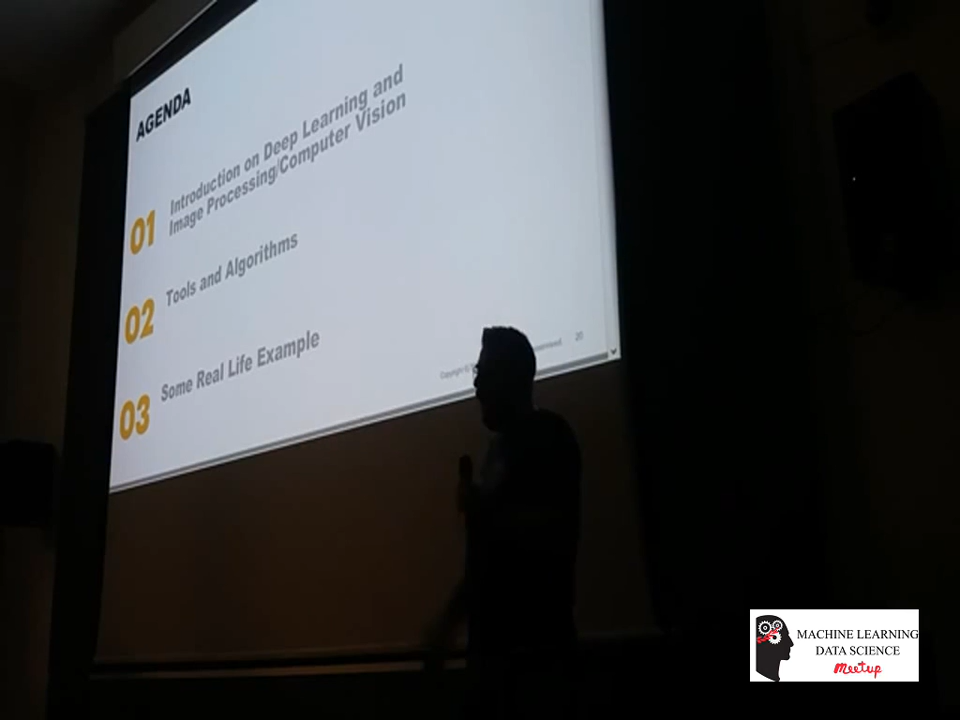 AGENDA
01
Introduction on Deep Learning and
Image Processing/Computer Vision
02
Tools and Algorithms
03
Some Real Life Example
Copyright
20
MACHINE LEARNING
DATA SCIENCE
Meetup